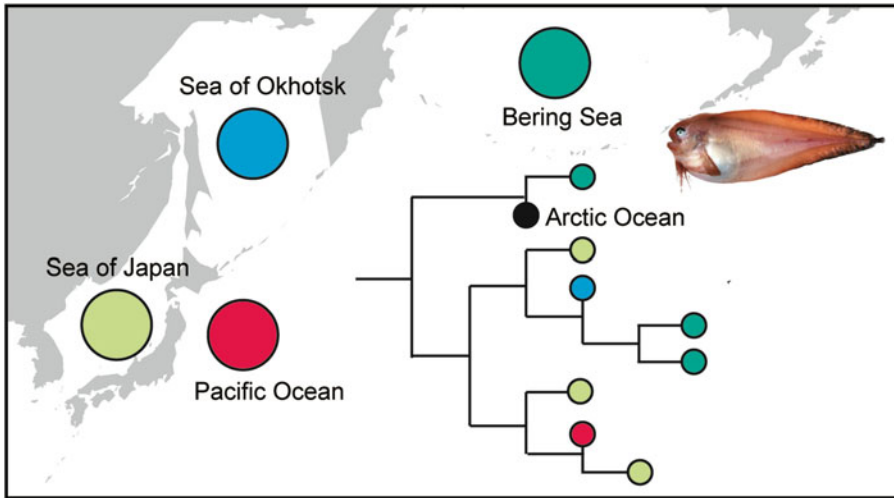 Sea of Okhotsk
Bering Sea
Arctic Ocean
Sea of Japan
Pacific Ocean